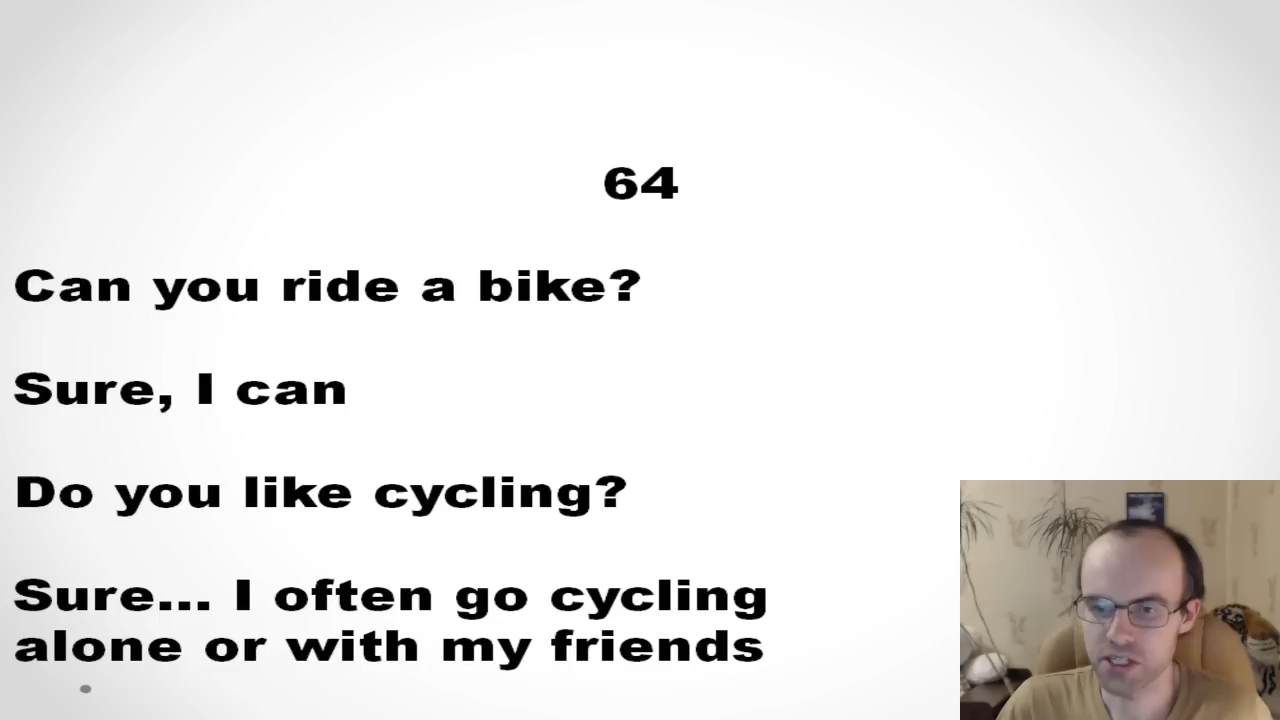 64
Can you ride a bike?
Sure, I can
Do you like cycling?
Sure... I often go cycling
alone or with my friends